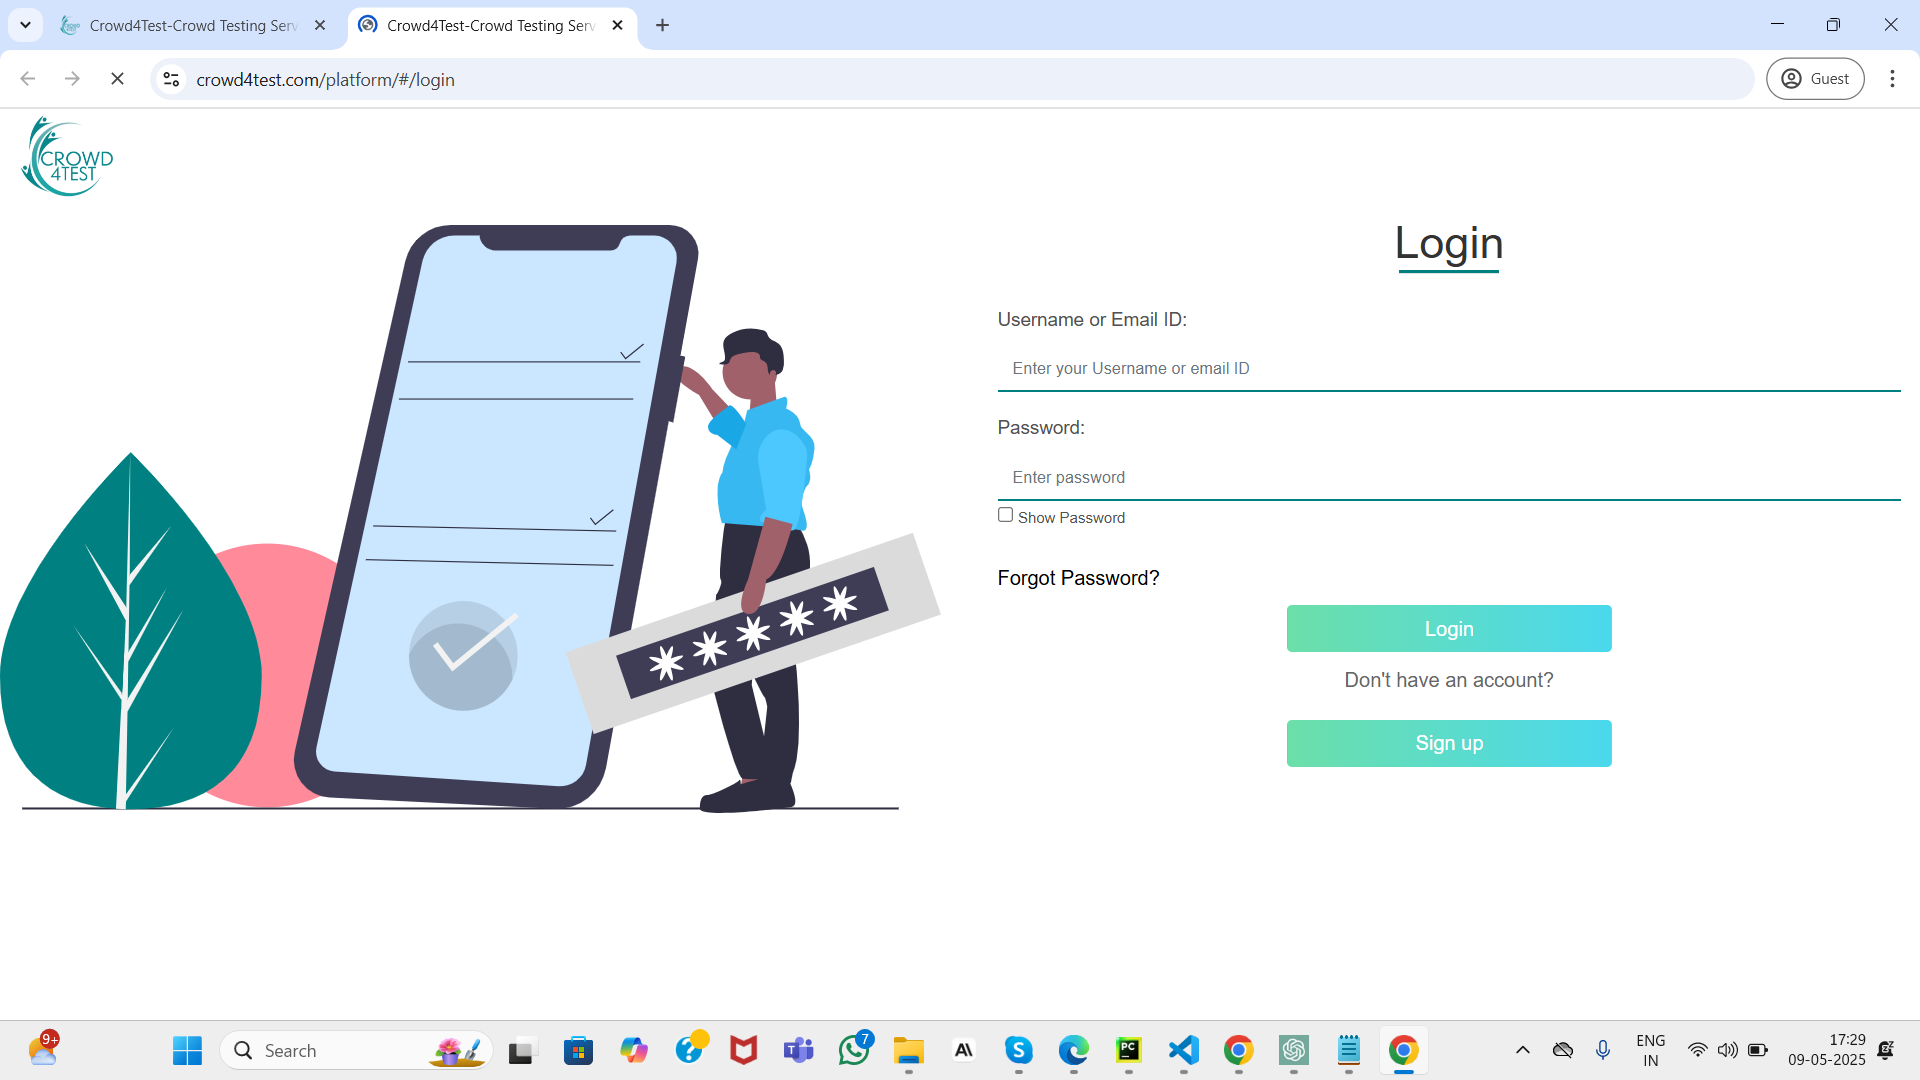 Crowd4Test-Crowd Testing Serv
Crowd4Test-Crowd Testing Serv
crowd4test.com/platform/#/login
Guest
CROWD
4TEST
Login
Username or Email ID:
Enter your Username or email ID
Password:
Enter password
Show Password
Forgot Password?
Login
Don't have an account?
Sign up
9+
Search
7
AI
PC
ENG
IN
17:29
09-05-2025